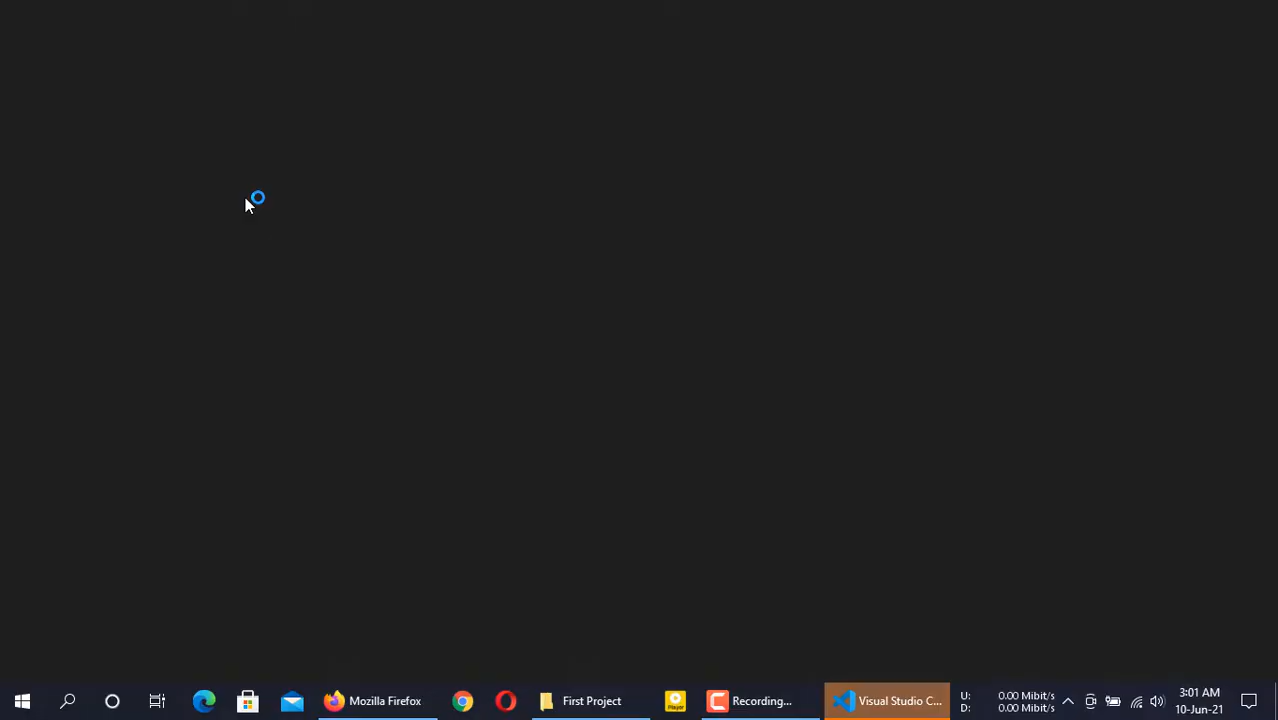 Mozilla Firefox
First Project
Player
Recording...
Visual Studio C...
U: 0.00 Mibit/s
D: 0.00 Mibit/s
3:01 AM
10-Jun-21